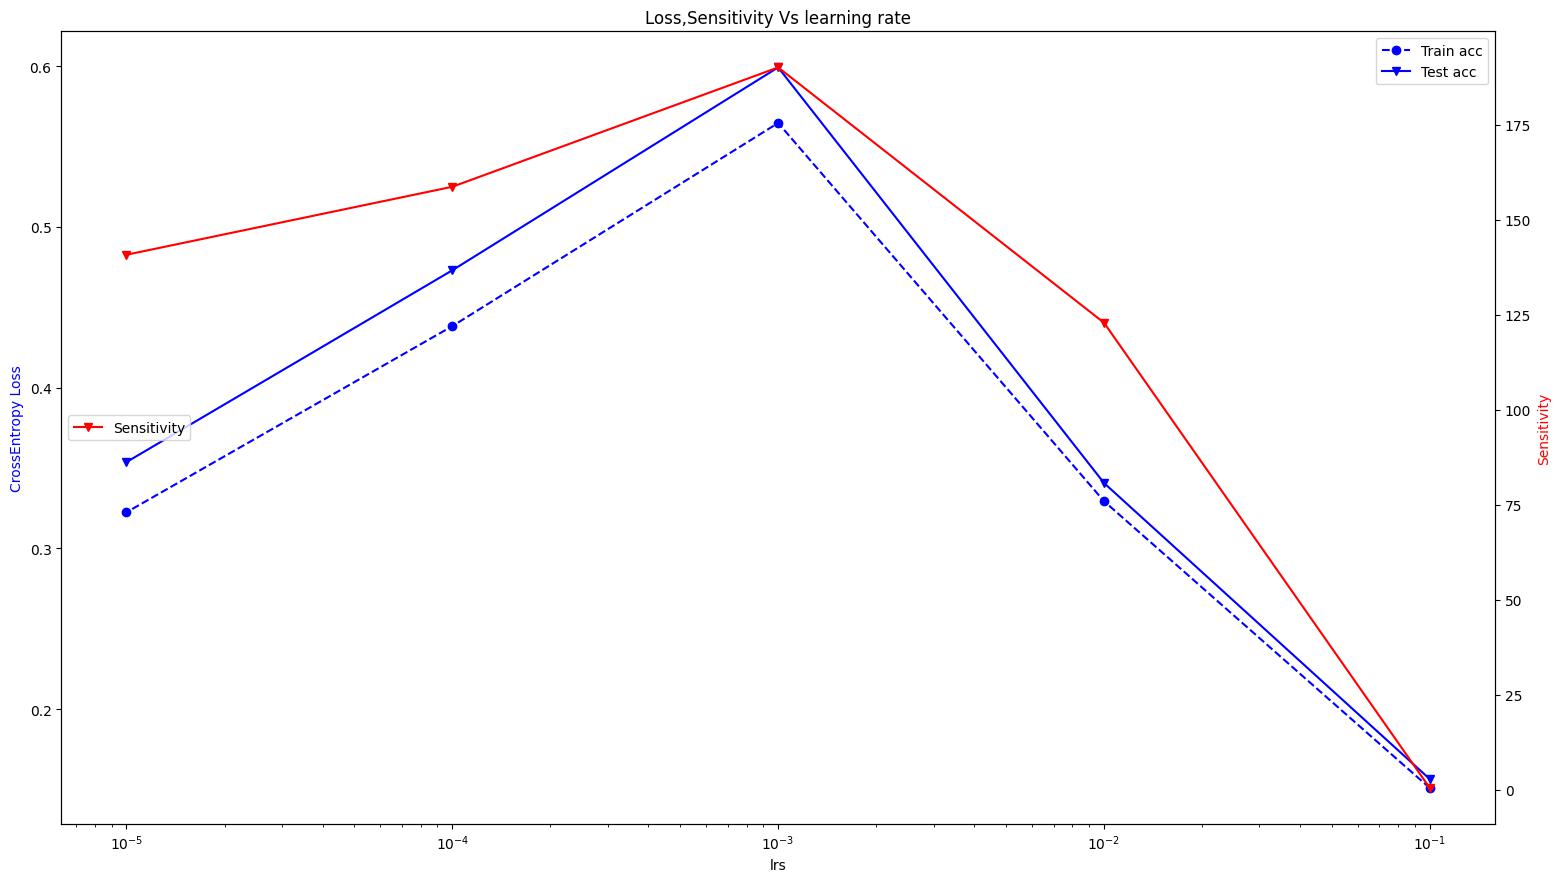 Loss,Sensitivity Vs learning rate
Train acc
Test acc
Sensitivity
CrossEntropy Loss
0.6
0.5
0.4
0.3
0.2
Sensitivity
175
150
125
100
75
50
25
0
10⁻⁵ 10⁻⁴ 10⁻³ 10⁻² 10⁻¹
lrs